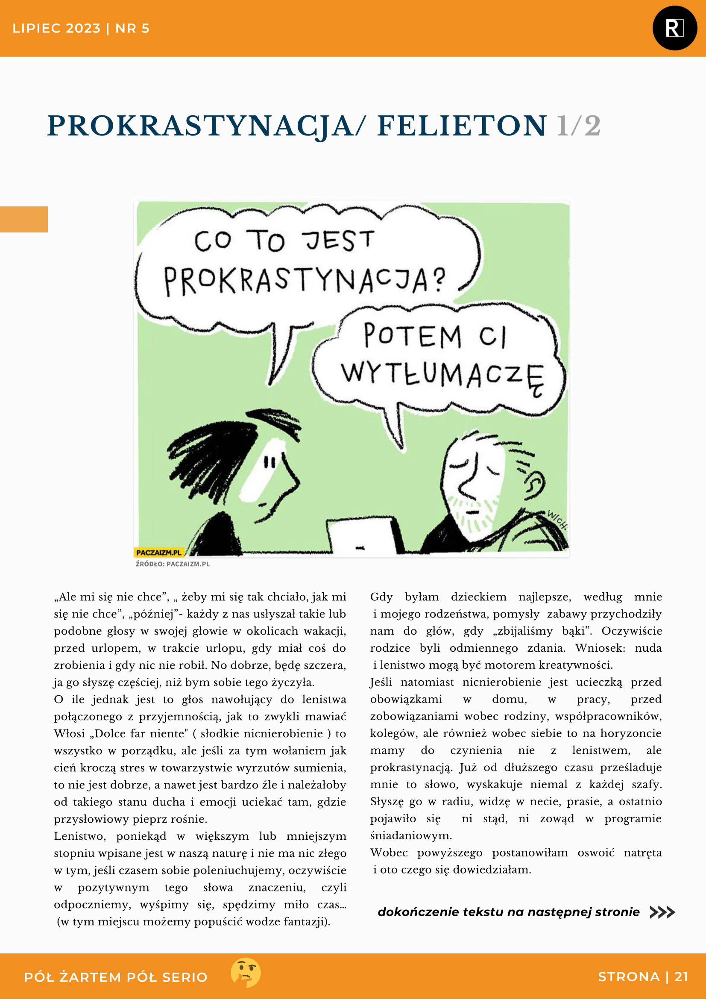 LIPIEC 2023 | NR 5
R
PROKRASTYNACJA/ FELIETON 1/2
CO TO JEST
PROKRASTYNACJA?
POTEM CI
WYTŁUMACZĘ
WICH.
PACZAIZM.PL
ŹRÓDŁO: PACZAIZM.PL
„Ale mi się nie chce”, „ żeby mi się tak chciało, jak mi
się nie chce”, „później”- każdy z nas usłyszał takie lub
podobne głosy w swojej głowie w okolicach wakacji,
przed urlopem, w trakcie urlopu, gdy miał coś do
zrobienia i gdy nic nie robił. No dobrze, będę szczera,
ja go słyszę częściej, niż bym sobie tego życzyła.
O ile jednak jest to głos nawołujący do lenistwa
połączonego z przyjemnością, jak to zwykli mawiać
Włosi „Dolce far niente" ( słodkie nicnierobienie ) to
wszystko w porządku, ale jeśli za tym wołaniem jak
cień kroczą stres w towarzystwie wyrzutów sumienia,
to nie jest dobrze, a nawet jest bardzo źle i należałoby
od takiego stanu ducha i emocji uciekać tam, gdzie
przysłowiowy pieprz rośnie.
Lenistwo, poniekąd w większym lub mniejszym
stopniu wpisane jest w naszą naturę i nie ma nic złego
w tym, jeśli czasem sobie poleniuchujemy, oczywiście
w pozytywnym tego słowa znaczeniu, czyli
odpoczniemy, wyśpimy się, spędzimy miło czas...
(w tym miejscu możemy popuścić wodze fantazji).
Gdy byłam dzieckiem najlepsze, według mnie
i mojego rodzeństwa, pomysły zabawy przychodziły
nam do głów, gdy „zbijaliśmy bąki”. Oczywiście
rodzice byli odmiennego zdania. Wniosek: nuda
i lenistwo mogą być motorem kreatywności.
Jeśli natomiast nicnierobienie jest ucieczką przed
obowiązkami w domu, w pracy, przed
zobowiązaniami wobec rodziny, współpracowników,
kolegów, ale również wobec siebie to na horyzoncie
mamy do czynienia nie z lenistwem, ale
prokrastynacją. Już od dłuższego czasu prześladuje
mnie to słowo, wyskakuje niemal z każdej szafy.
Słyszę go w radiu, widzę w necie, prasie, a ostatnio
pojawiło się ni stąd, ni zowąd w programie
śniadaniowym.
Wobec powyższego postanowiłam oswoić natręta
i oto czego się dowiedziałam.
dokończenie tekstu na następnej stronie
PÓŁ ŻARTEM PÓŁ SERIO
STRONA | 21